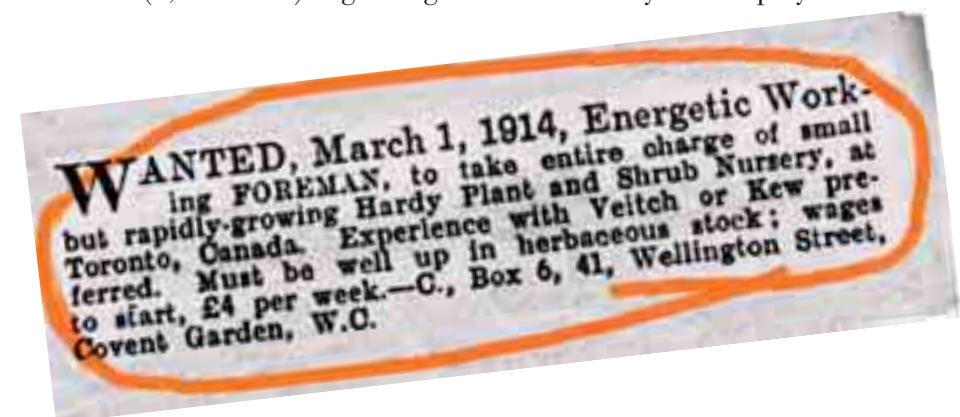 WANTED, March 1, 1914, Energetic Work-
ing FOREMAN, to take entire charge of small
but rapidly-growing Hardy Plant and Shrub Nursery, at
Toronto, Canada. Experience with Veitch or Kew pre-
ferred. Must be well up in herbaceous stock; wages
to start, £4 per week.—C., Box 6, 41, Wellington Street,
Covent Garden, W.C.